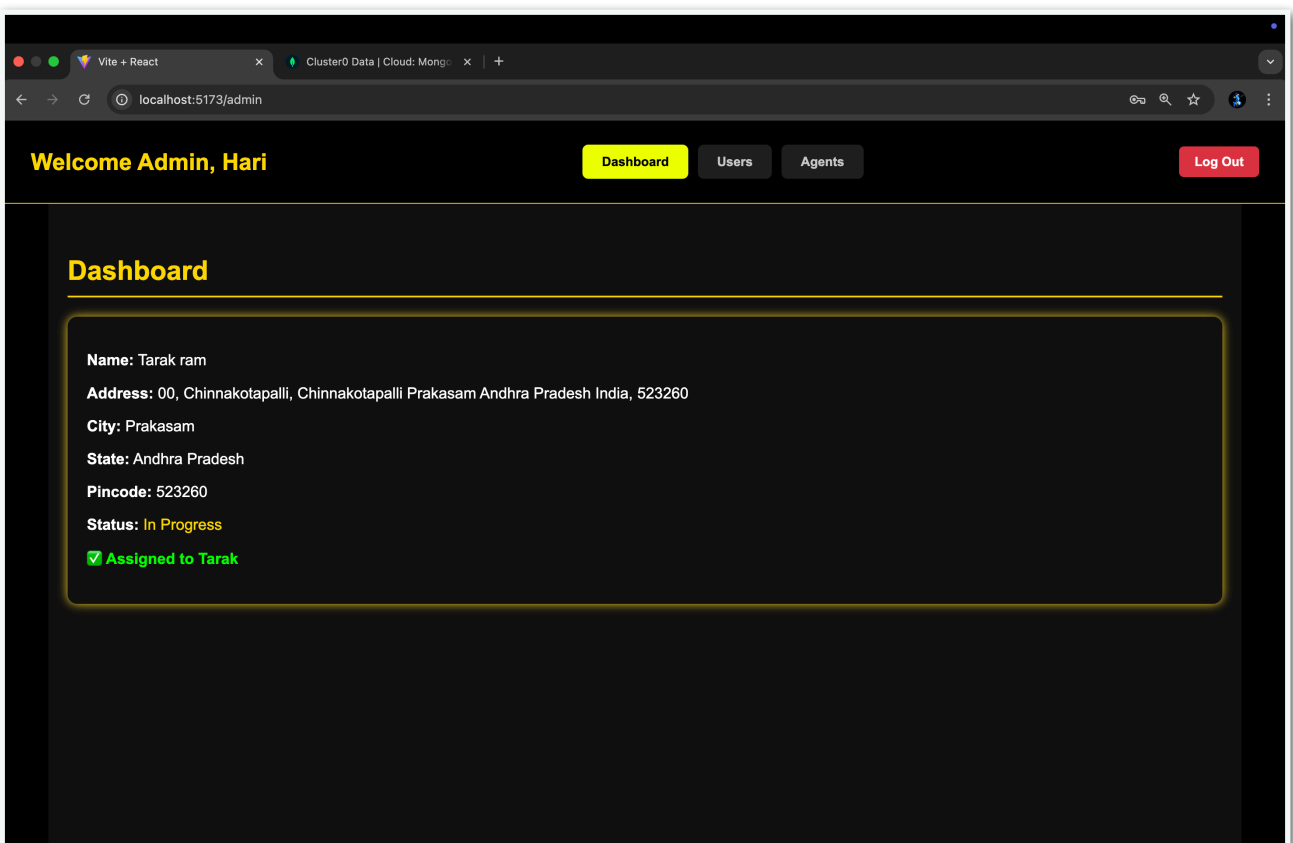 Vite + React
Cluster0 Data | Cloud: Mongo
localhost:5173/admin
Welcome Admin, Hari
Dashboard
Users
Agents
Log Out
Dashboard
Name: Tarak ram
Address: 00, Chinnakotapalli, Chinnakotapalli Prakasam Andhra Pradesh India, 523260
City: Prakasam
State: Andhra Pradesh
Pincode: 523260
Status: In Progress
✅ Assigned to Tarak